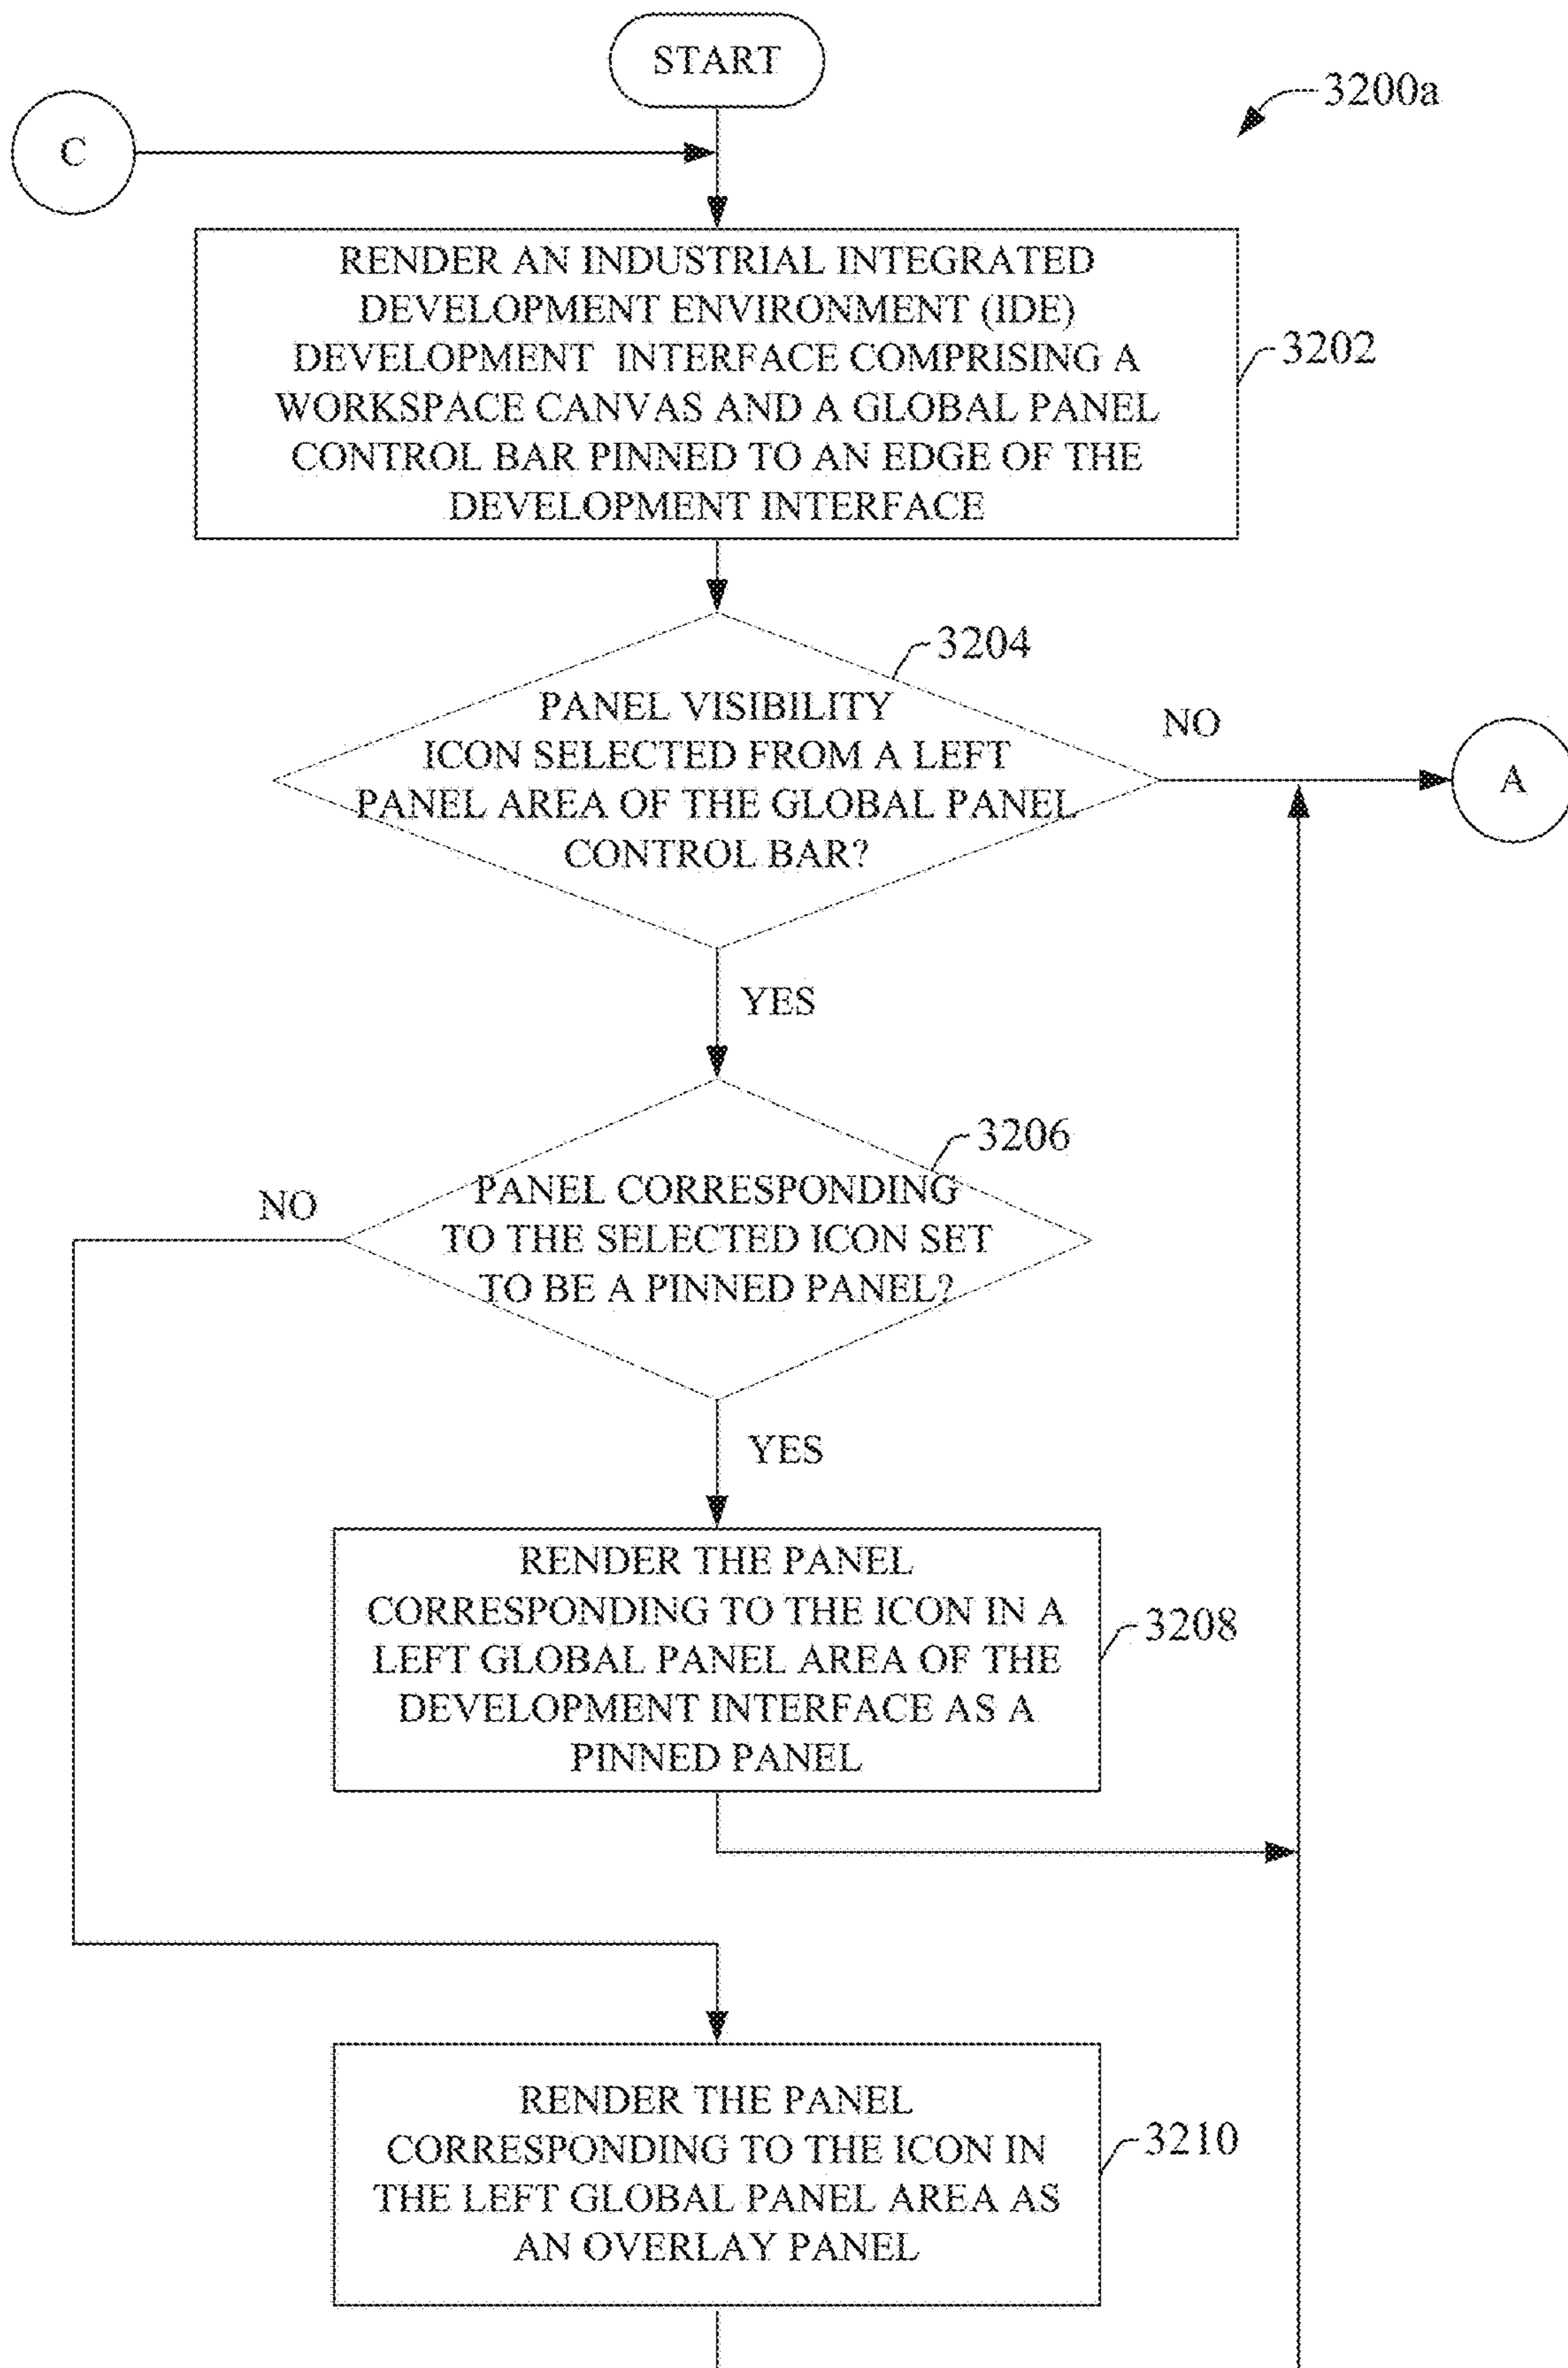 START
3200a
C
RENDER AN INDUSTRIAL INTEGRATED
DEVELOPMENT ENVIRONMENT (IDE)
DEVELOPMENT INTERFACE COMPRISING A
WORKSPACE CANVAS AND A GLOBAL PANEL
CONTROL BAR PINNED TO AN EDGE OF THE
DEVELOPMENT INTERFACE
3202
3204
PANEL VISIBILITY
ICON SELECTED FROM A LEFT
PANEL AREA OF THE GLOBAL PANEL
CONTROL BAR?
NO
A
YES
3206
PANEL CORRESPONDING
TO THE SELECTED ICON SET
TO BE A PINNED PANEL?
NO
YES
RENDER THE PANEL
CORRESPONDING TO THE ICON IN A
LEFT GLOBAL PANEL AREA OF THE
DEVELOPMENT INTERFACE AS A
PINNED PANEL
3208
RENDER THE PANEL
CORRESPONDING TO THE ICON IN
THE LEFT GLOBAL PANEL AREA AS
AN OVERLAY PANEL
3210